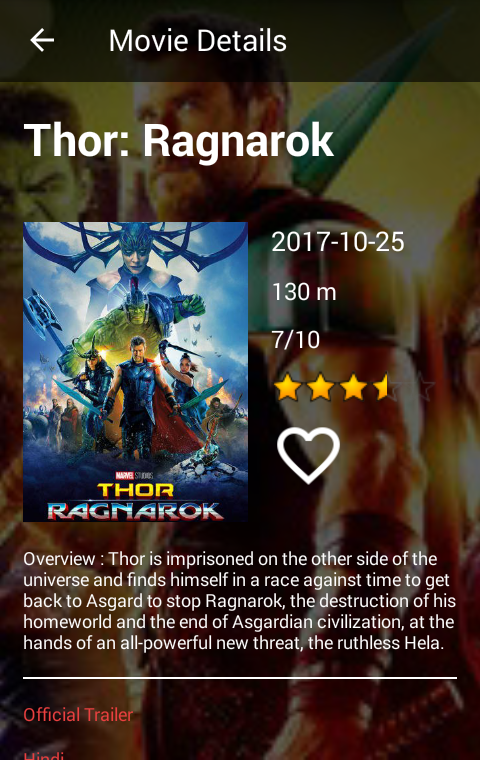 Movie Details
Thor: Ragnarok
2017-10-25
130 m
7/10
MARVEL STUDIOS
THOR
RAGNAROK
Overview : Thor is imprisoned on the other side of the
universe and finds himself in a race against time to get
back to Asgard to stop Ragnarok, the destruction of his
homeworld and the end of Asgardian civilization, at the
hands of an all-powerful new threat, the ruthless Hela.
Official Trailer
Hindi